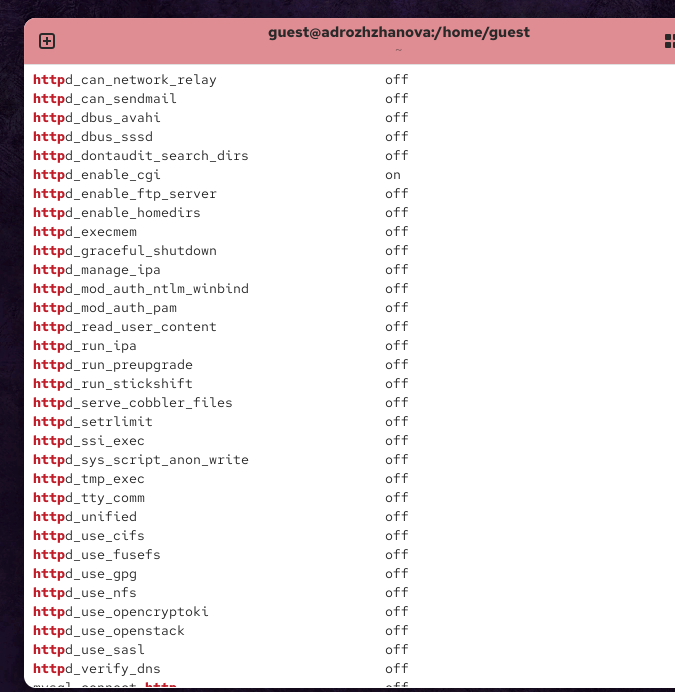 guest@adrozhzhanova:/home/guest
~
httpd_can_network_relay off
httpd_can_sendmail off
httpd_dbus_avahi off
httpd_dbus_sssd off
httpd_dontaudit_search_dirs off
httpd_enable_cgi on
httpd_enable_ftp_server off
httpd_enable_homedirs off
httpd_execmem off
httpd_graceful_shutdown off
httpd_manage_ipa off
httpd_mod_auth_ntlm_winbind off
httpd_mod_auth_pam off
httpd_read_user_content off
httpd_run_ipa off
httpd_run_preupgrade off
httpd_run_stickshift off
httpd_serve_cobbler_files off
httpd_setrlimit off
httpd_ssi_exec off
httpd_sys_script_anon_write off
httpd_tmp_exec off
httpd_tty_comm off
httpd_unified off
httpd_use_cifs off
httpd_use_fusefs off
httpd_use_gpg off
httpd_use_nfs off
httpd_use_opencryptoki off
httpd_use_openstack off
httpd_use_sasl off
httpd_verify_dns off
mysql_connect_http off